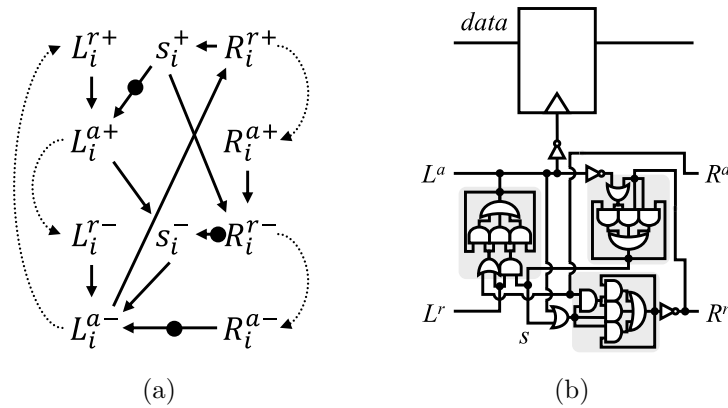 L_i^{r+} s_i^+ R_i^{r+}
L_i^{a+} R_i^{a+}
L_i^{r-} s_i^- R_i^{r-}
L_i^{a-} R_i^{a-}
(a)
data
L^a R^a
L^r R^r
s
(b)